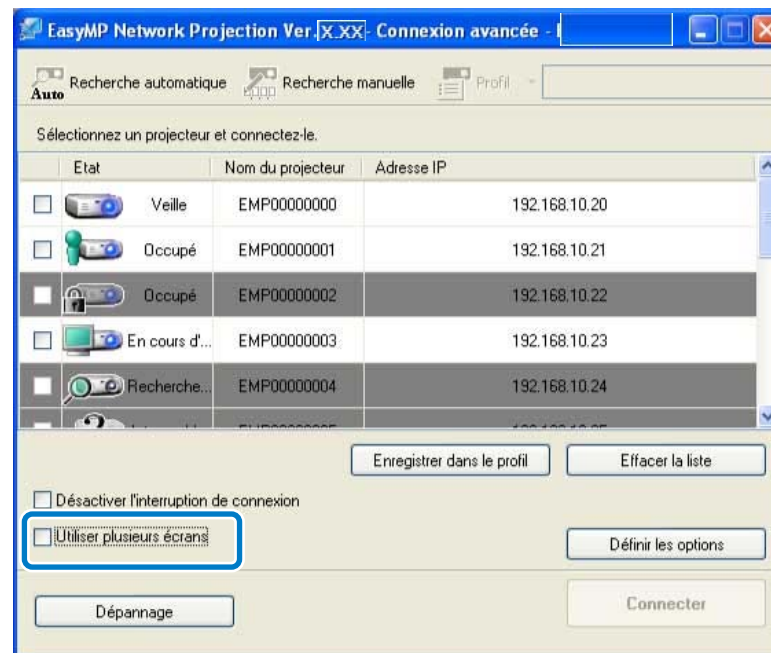 EasyMP Network Projection Ver.X.XX- Connexion avancée -
Auto Recherche automatique Recherche manuelle Profil
Sélectionnez un projecteur et connectez-le.
Etat Nom du projecteur Adresse IP
Veille EMP00000000 192.168.10.20
Occupé EMP00000001 192.168.10.21
Occupé EMP00000002 192.168.10.22
En cours d'... EMP00000003 192.168.10.23
Recherche... EMP00000004 192.168.10.24
Enregistrer dans le profil Effacer la liste
Désactiver l'interruption de connexion
Utiliser plusieurs écrans
Définir les options
Dépannage Connecter